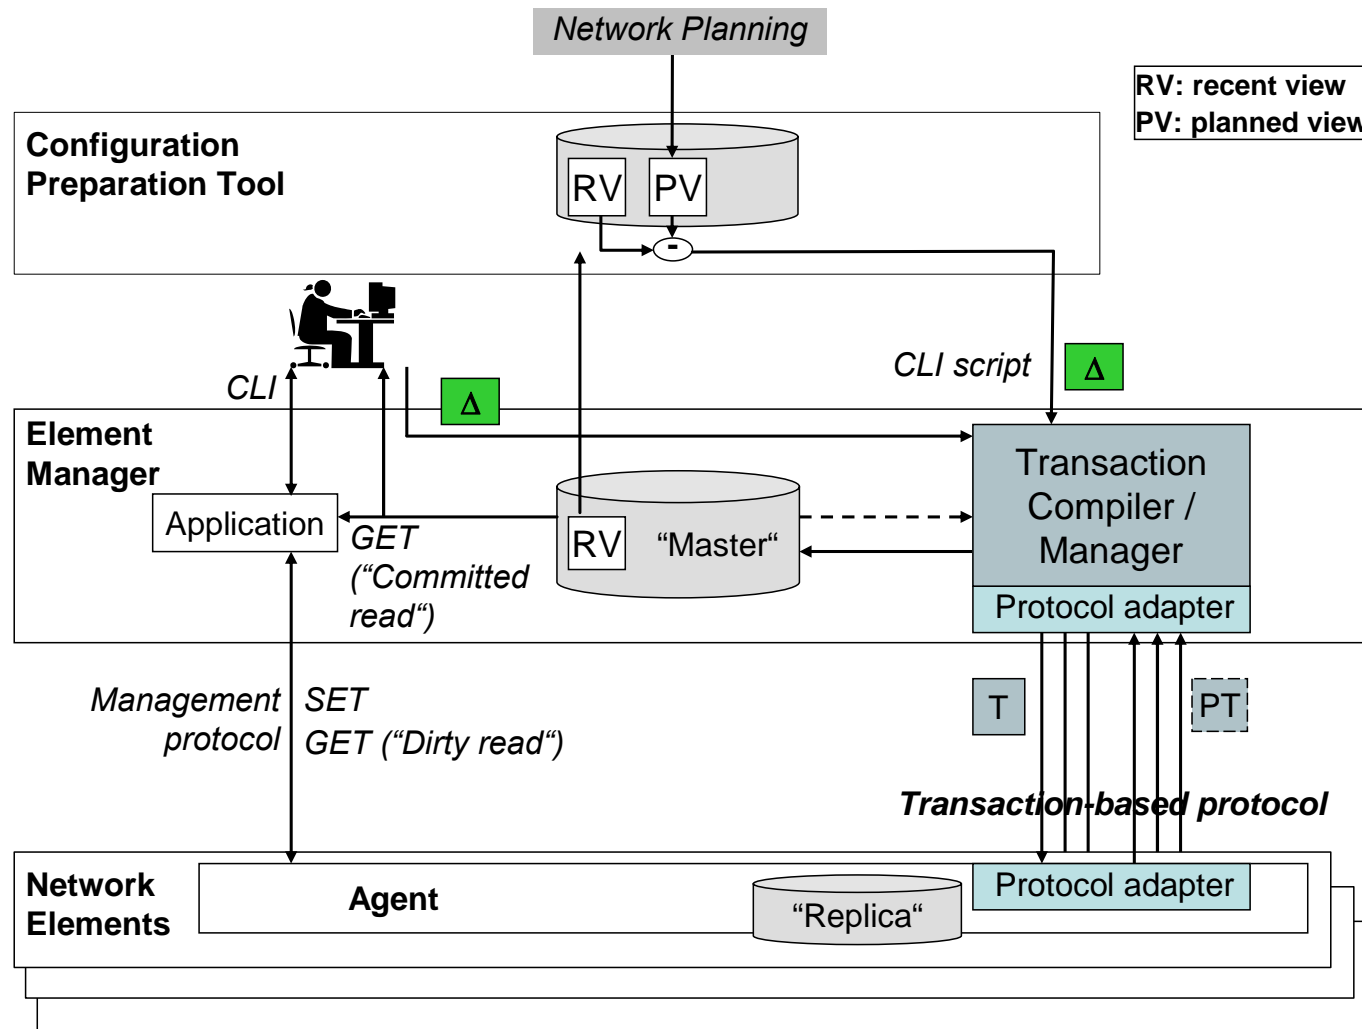 Network Planning
RV: recent view
PV: planned view
Configuration
Preparation Tool
RV
PV
-
CLI
Δ
CLI script
Δ
Element
Manager
Application
GET
(“Committed
read“)
RV
“Master“
Transaction
Compiler /
Manager
Protocol adapter
Management
protocol
SET
GET (“Dirty read“)
T
PT
Transaction-based protocol
Network
Elements
Agent
“Replica“
Protocol adapter